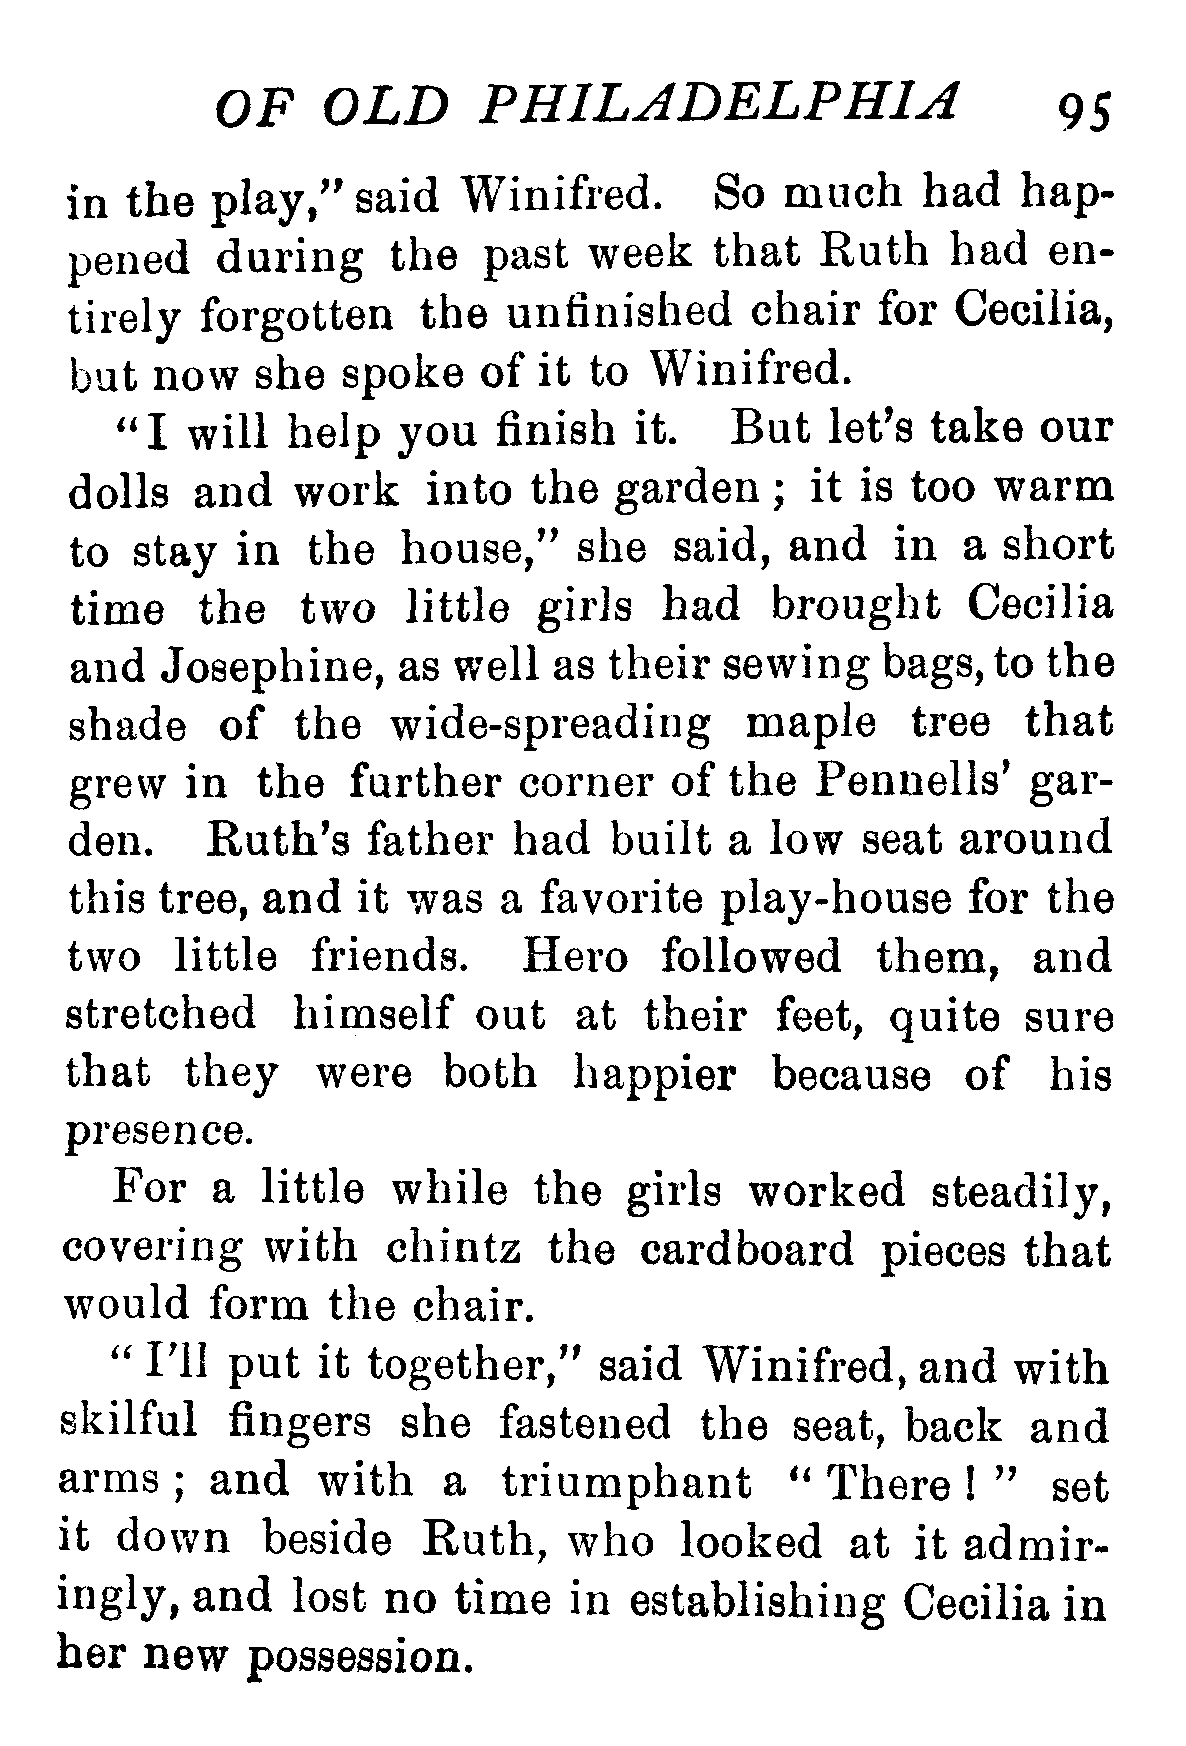 OF OLD PHILADELPHIA 95
in the play,” said Winifred. So much had hap-
pened during the past week that Ruth had en-
tirely forgotten the unfinished chair for Cecilia,
but now she spoke of it to Winifred.
“I will help you finish it. But let’s take our
dolls and work into the garden ; it is too warm
to stay in the house,” she said, and in a short
time the two little girls had brought Cecilia
and Josephine, as well as their sewing bags, to the
shade of the wide-spreading maple tree that
grew in the further corner of the Pennells’ gar-
den. Ruth’s father had built a low seat around
this tree, and it was a favorite play-house for the
two little friends. Hero followed them, and
stretched himself out at their feet, quite sure
that they were both happier because of his
presence.
For a little while the girls worked steadily,
covering with chintz the cardboard pieces that
would form the chair.
“ I’ll put it together,” said Winifred, and with
skilful fingers she fastened the seat, back and
arms ; and with a triumphant “ There ! ” set
it down beside Ruth, who looked at it admir-
ingly, and lost no time in establishing Cecilia in
her new possession.